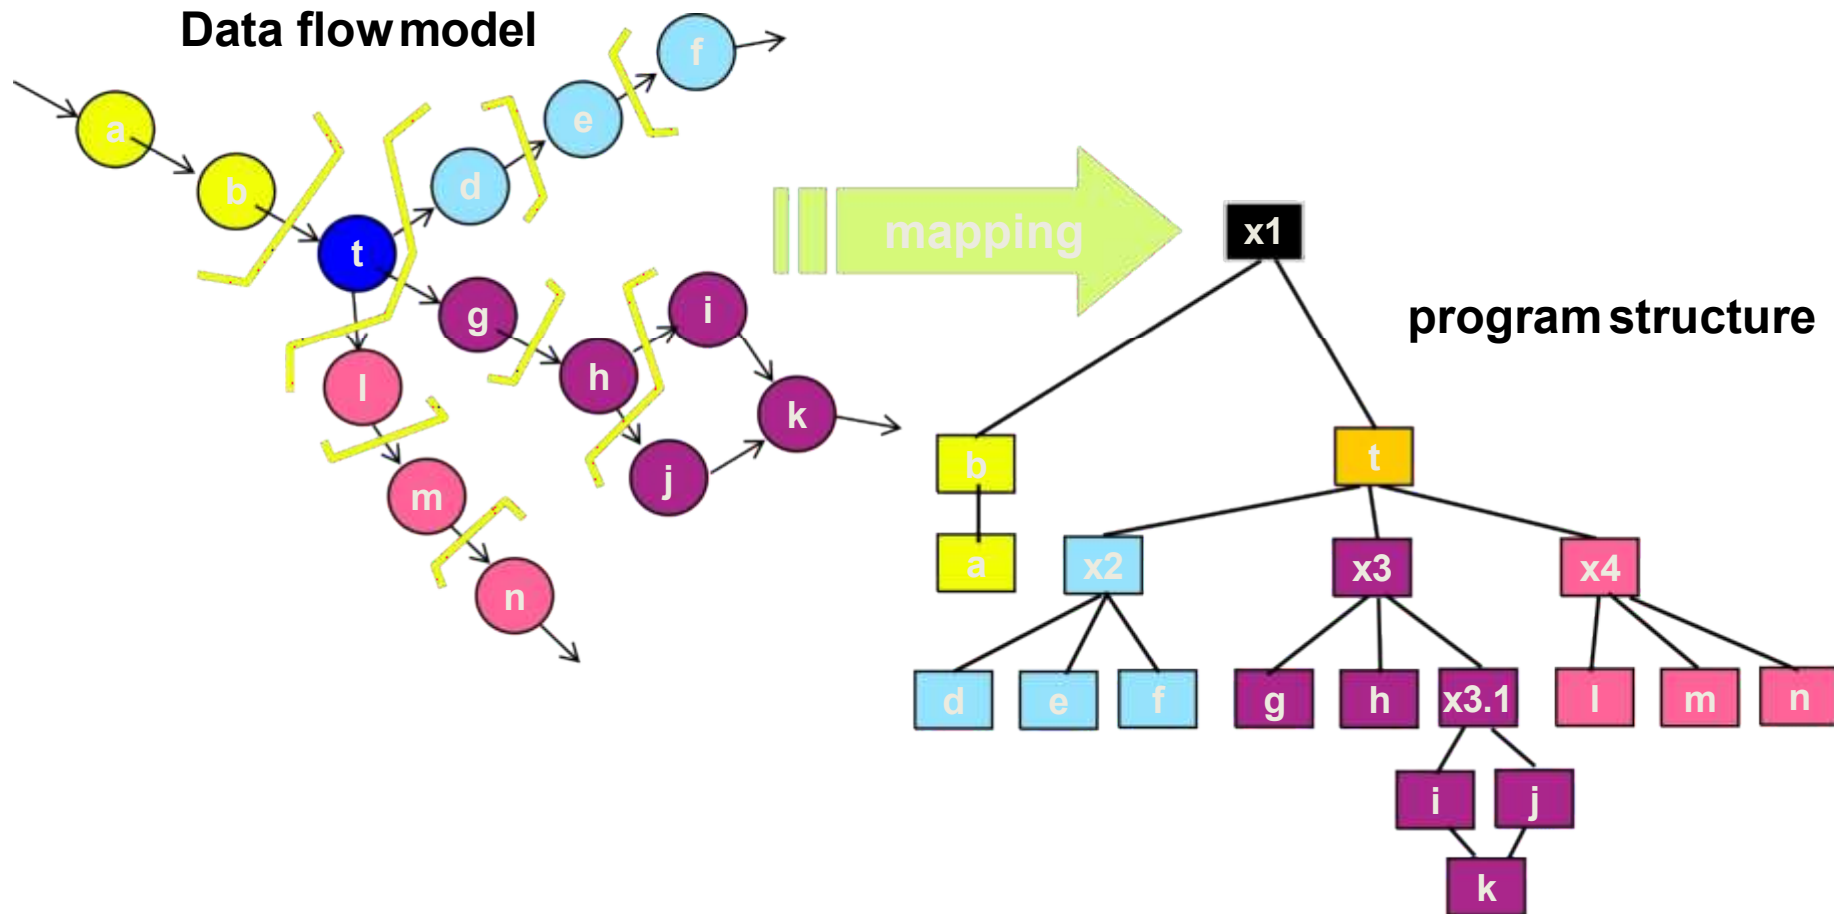 Data flow model
f
a
e
b
d
t
mapping
x1
g
i
program structure
l
h
k
b
t
j
m
a
x2
x3
x4
n
d
e
f
g
h
x3.1
l
m
n
i
j
k